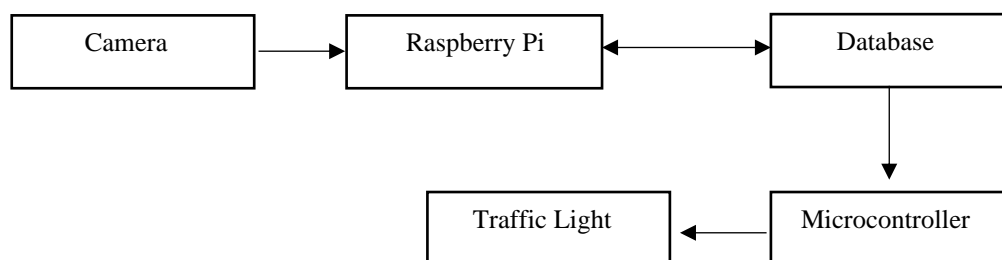 Camera
Raspberry Pi
Database
Traffic Light
Microcontroller